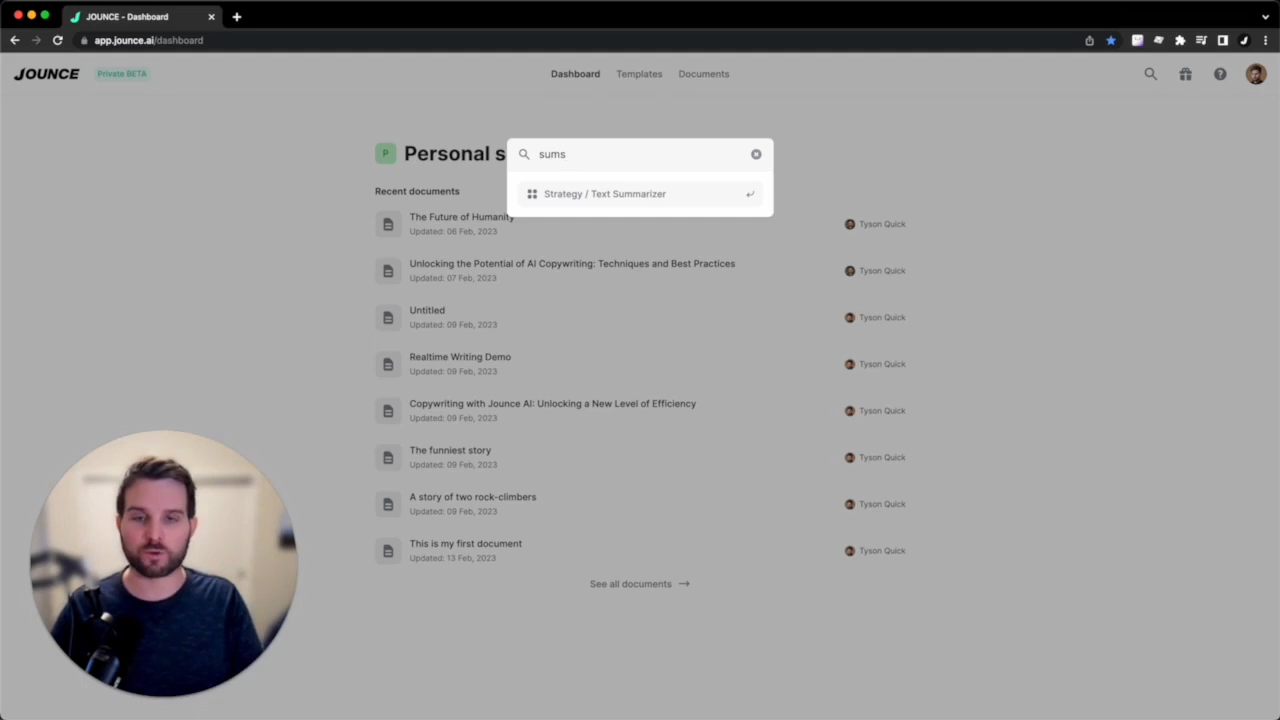 JOUNCE - Dashboard
app.jounce.ai/dashboard
JOUNCE
Private BETA
Dashboard
Templates
Documents
P
Personal s
sums
Strategy / Text Summarizer
Recent documents
The Future of Humanity
Updated: 06 Feb, 2023
Tyson Quick
Unlocking the Potential of AI Copywriting: Techniques and Best Practices
Updated: 07 Feb, 2023
Tyson Quick
Untitled
Updated: 09 Feb, 2023
Tyson Quick
Realtime Writing Demo
Updated: 09 Feb, 2023
Tyson Quick
Copywriting with Jounce AI: Unlocking a New Level of Efficiency
Updated: 09 Feb, 2023
Tyson Quick
The funniest story
Updated: 09 Feb, 2023
Tyson Quick
A story of two rock-climbers
Updated: 09 Feb, 2023
Tyson Quick
This is my first document
Updated: 13 Feb, 2023
Tyson Quick
See all documents